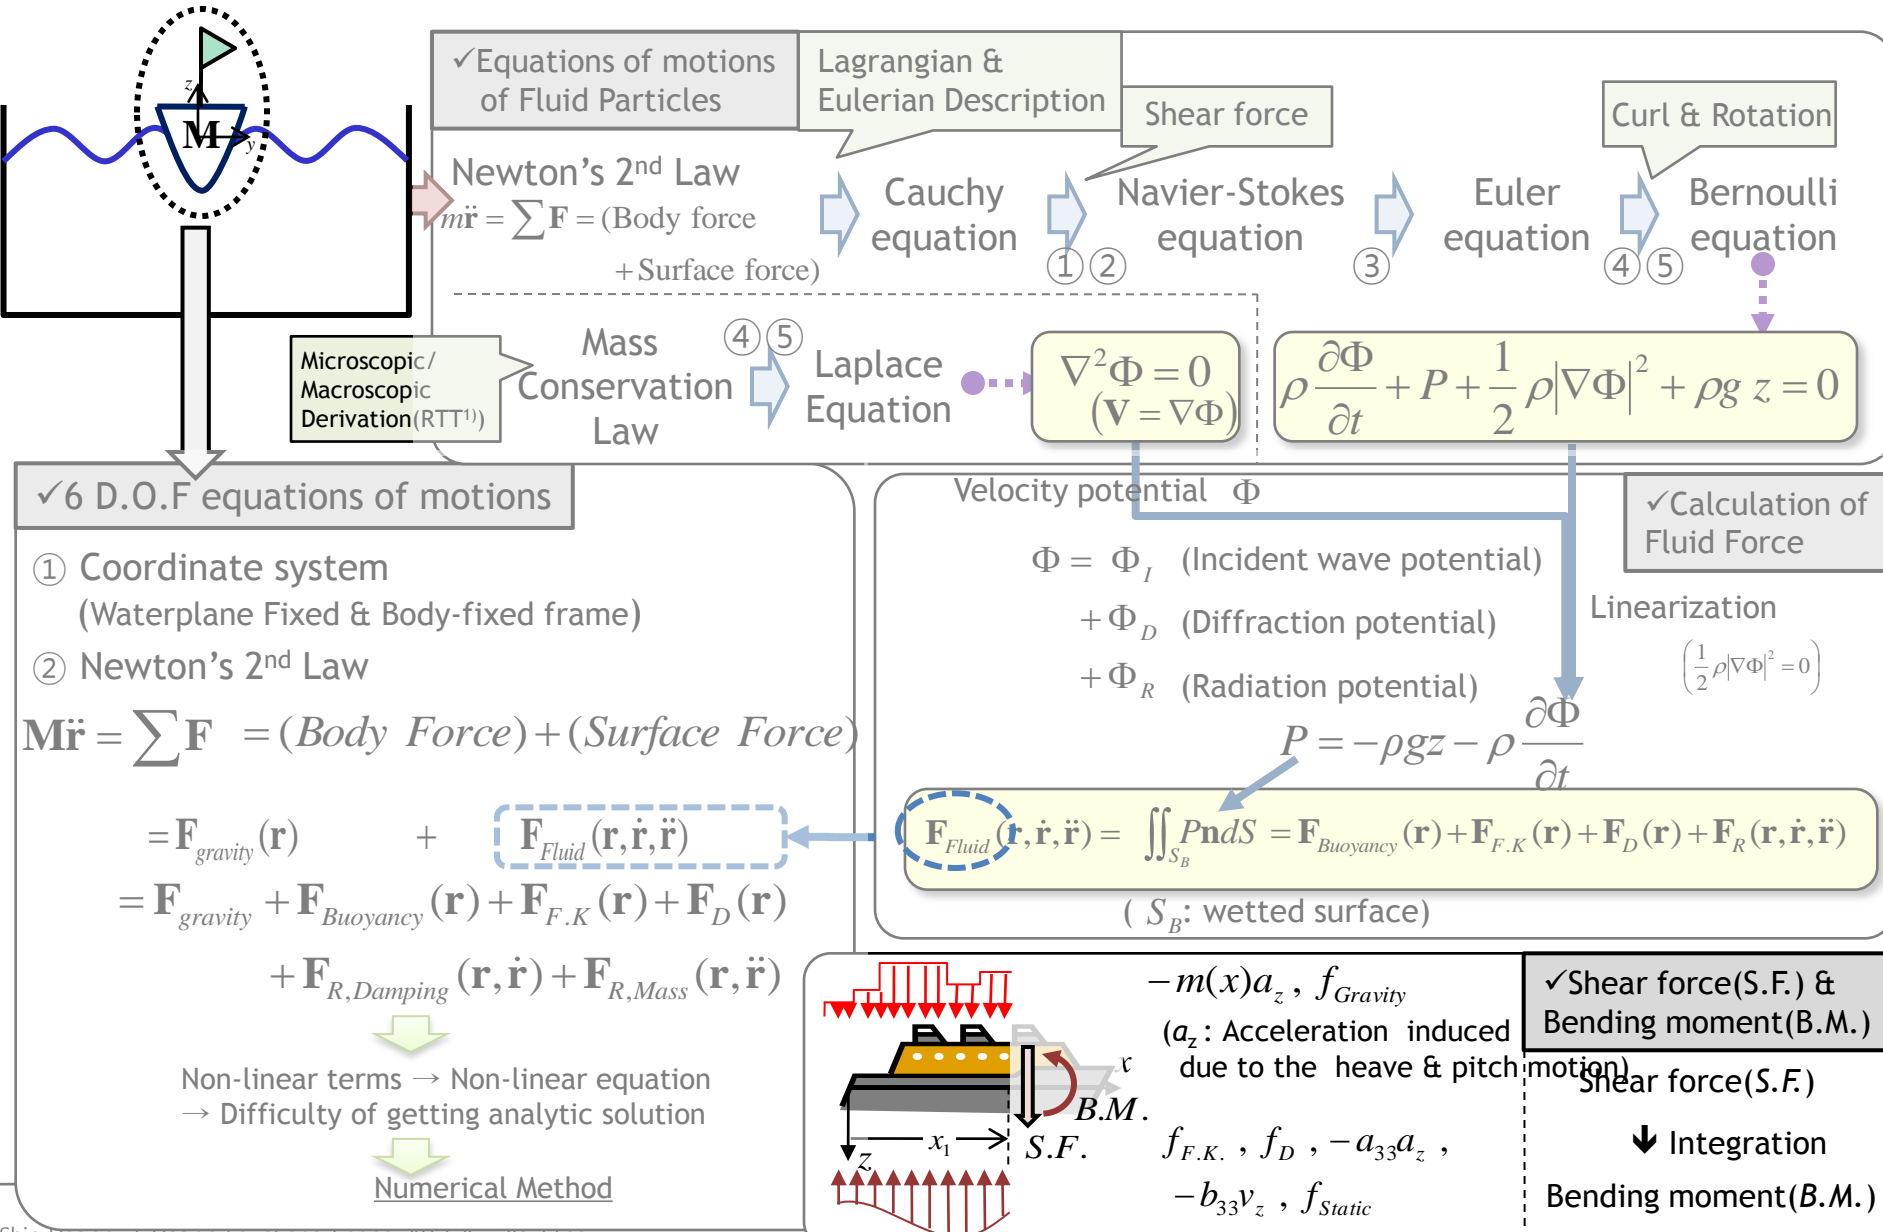 z
M
y
✓Equations of motions
of Fluid Particles
Lagrangian &
Eulerian Description
Shear force
Curl & Rotation
Newton's 2nd Law
mr̈ = ∑F = (Body force
+ Surface force)
Cauchy
equation
① ②
Navier-Stokes
equation
③
Euler
equation
④ ⑤
Bernoulli
equation
Microscopic/
Macroscopic
Derivation(RTT1))
Mass
Conservation
Law
④ ⑤
Laplace
Equation
∇²Φ = 0
(V = ∇Φ)
ρ ∂Φ/∂t + P + 1/2 ρ|∇Φ|² + ρg z = 0
✓6 D.O.F equations of motions
① Coordinate system
(Waterplane Fixed & Body-fixed frame)
② Newton's 2nd Law
Mr̈ = ∑F = (Body Force) + (Surface Force)
= F_gravity(r) + F_Fluid(r, ṙ, r̈)
= F_gravity + F_Buoyancy(r) + F_F.K(r) + F_D(r)
+ F_R,Damping(r, ṙ) + F_R,Mass(r, r̈)
Non-linear terms → Non-linear equation
→ Difficulty of getting analytic solution
Numerical Method
Velocity potential Φ
✓Calculation of
Fluid Force
Φ = Φ_I (Incident wave potential)
+ Φ_D (Diffraction potential)
+ Φ_R (Radiation potential)
Linearization
(1/2 ρ|∇Φ|² = 0)
P = −ρgz − ρ ∂Φ/∂t
F_Fluid(r, ṙ, r̈) = ∬_{S_B} PndS = F_Buoyancy(r) + F_F.K(r) + F_D(r) + F_R(r, ṙ, r̈)
( S_B: wetted surface)
x
B.M.
x₁
S.F.
z
−m(x)a_z , f_Gravity
(a_z : Acceleration induced
due to the heave & pitch motion)
f_F.K. , f_D , −a₃₃a_z ,
−b₃₃v_z , f_Static
✓Shear force(S.F.) &
Bending moment(B.M.)
Shear force(S.F.)
↓ Integration
Bending moment(B.M.)